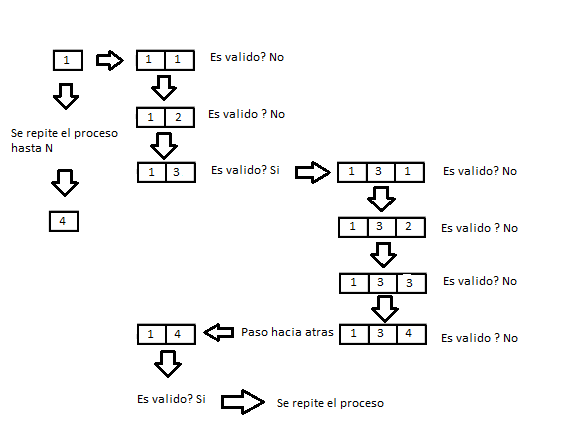 1 1 1 Es valido? No
1 2 Es valido ? No
Se repite el proceso
hasta N
1 3 Es valido? Si 1 3 1 Es valido? No
4 1 3 2 Es valido ? No
1 3 3 Es valido? No
1 4 Paso hacia atras 1 3 4 Es valido ? No
Es valido? Si Se repite el proceso